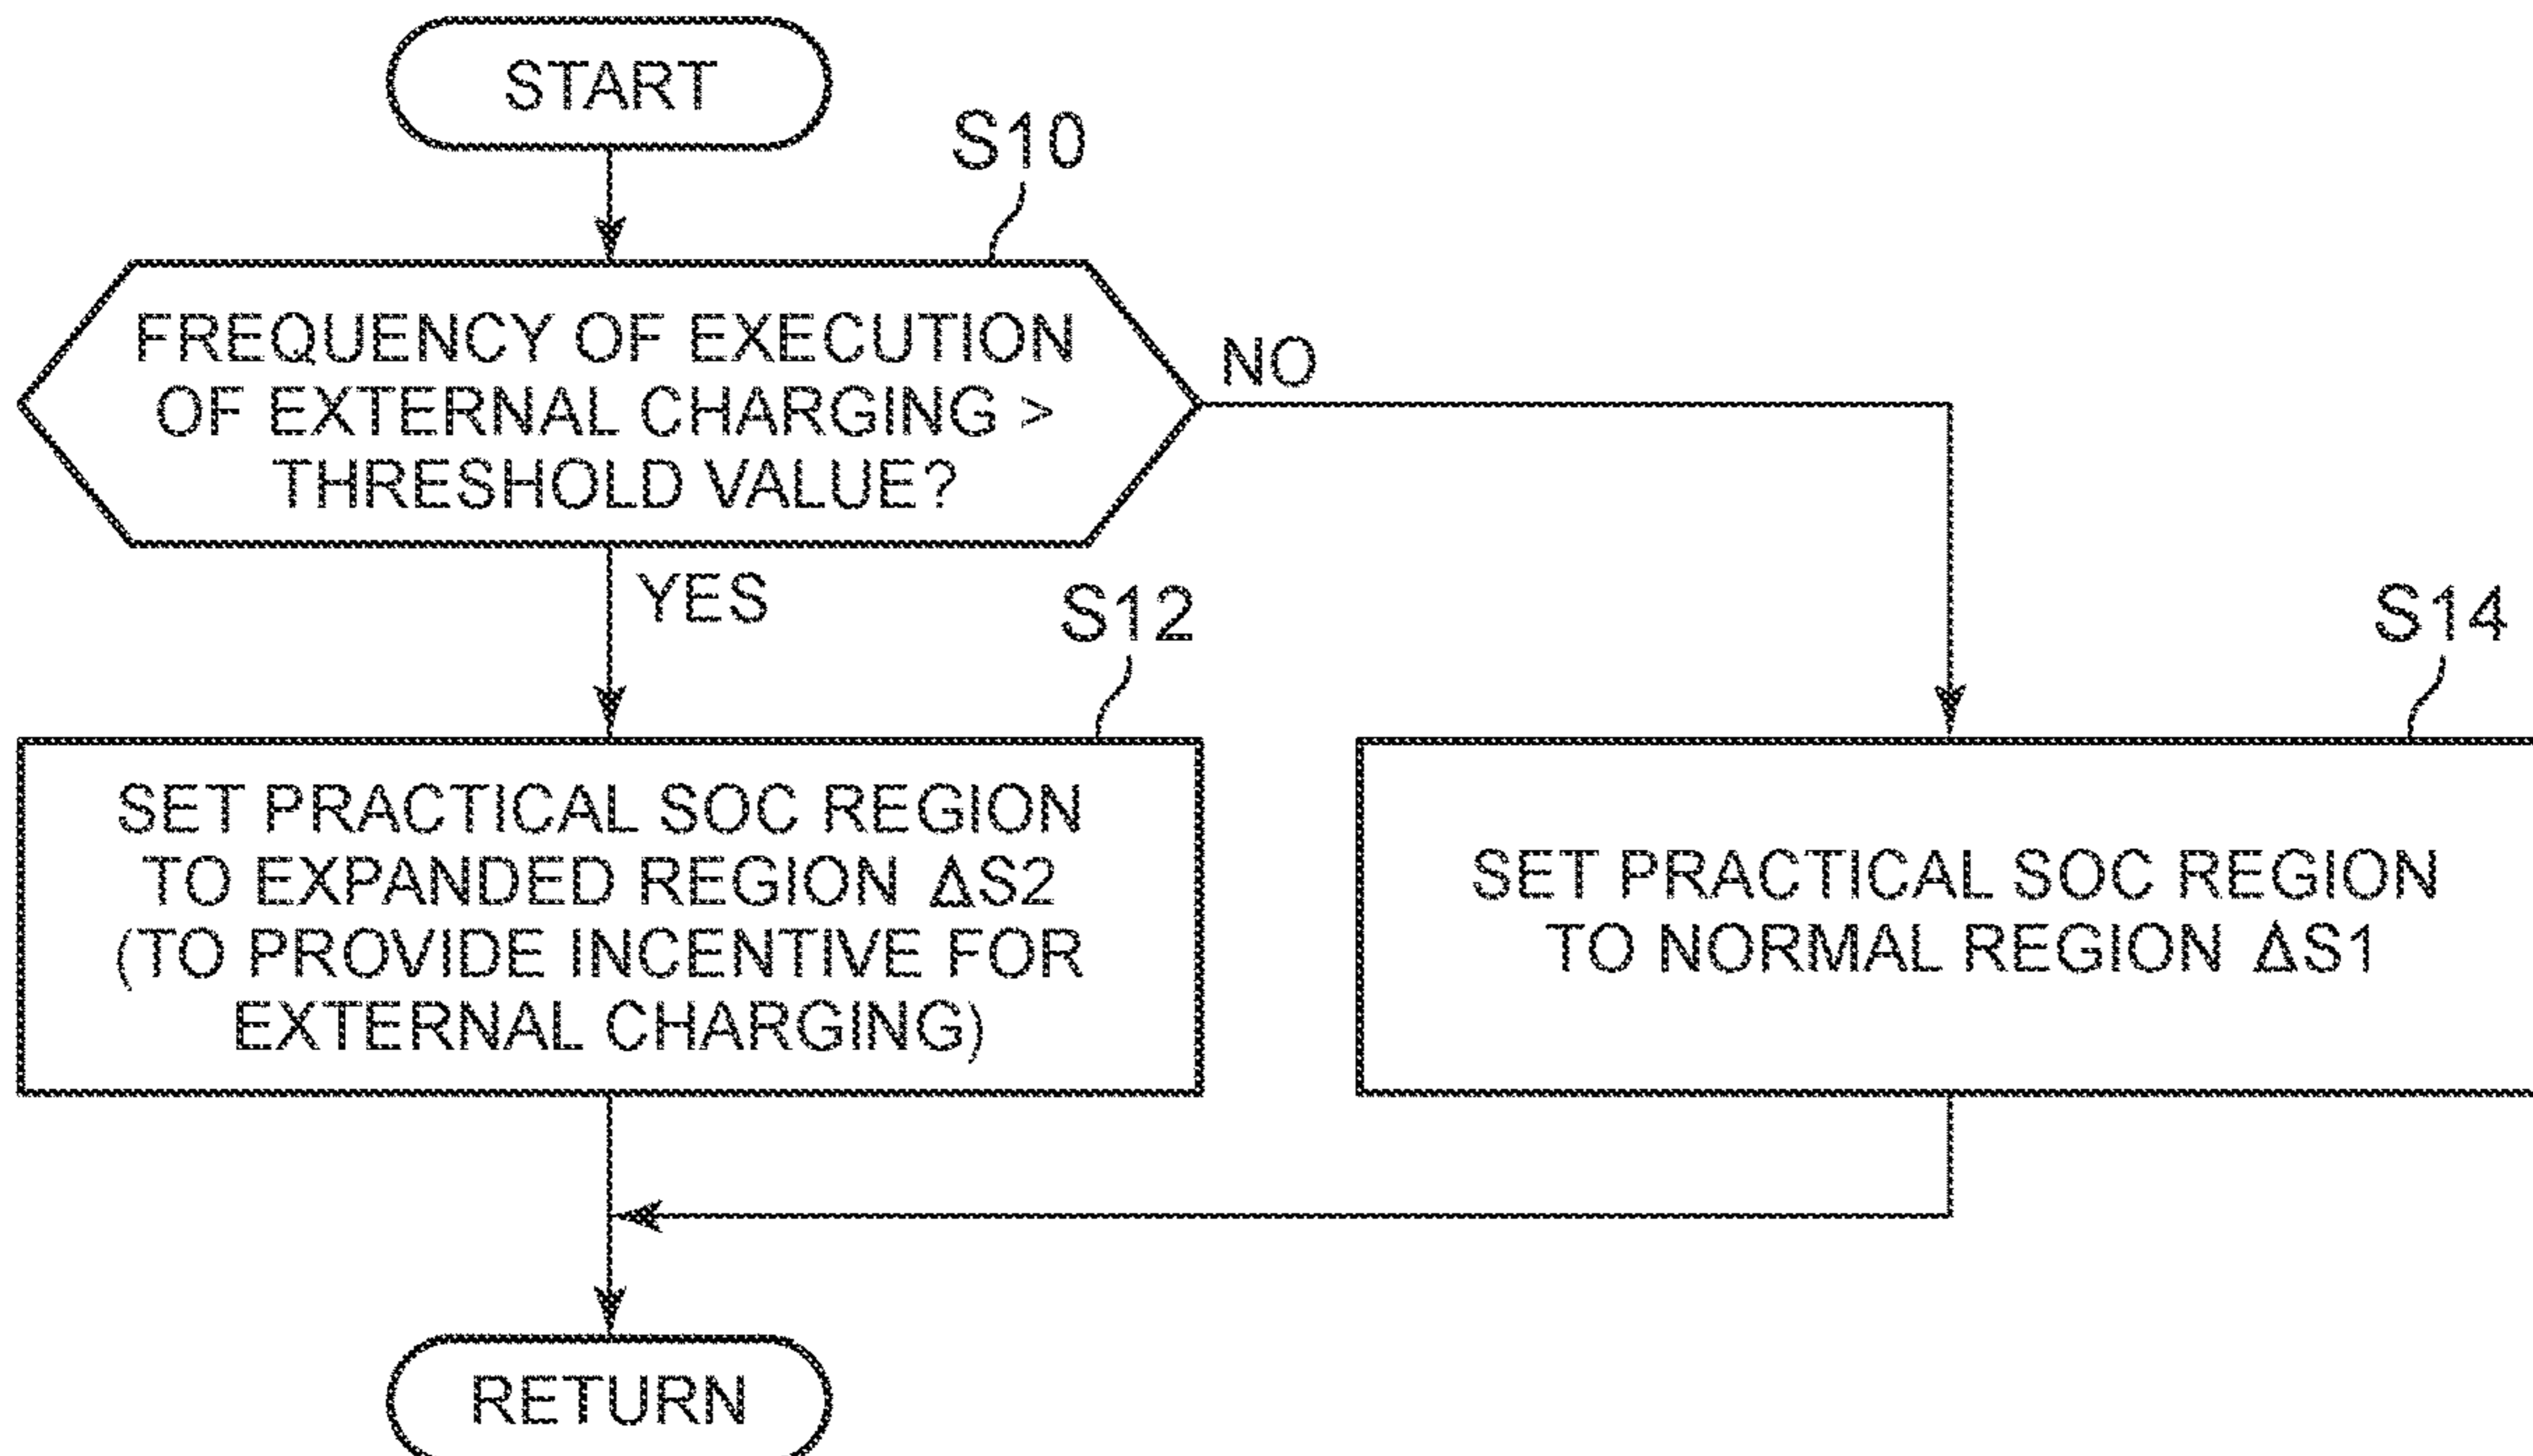 START
S10
FREQUENCY OF EXECUTION
OF EXTERNAL CHARGING >
THRESHOLD VALUE?
NO
YES
S12
S14
SET PRACTICAL SOC REGION
TO EXPANDED REGION ΔS2
(TO PROVIDE INCENTIVE FOR
EXTERNAL CHARGING)
SET PRACTICAL SOC REGION
TO NORMAL REGION ΔS1
RETURN